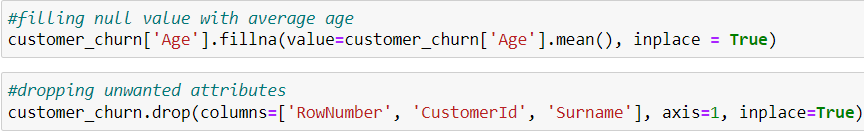 #filling null value with average age
customer_churn['Age'].fillna(value=customer_churn['Age'].mean(), inplace = True)
#dropping unwanted attributes
customer_churn.drop(columns=['RowNumber', 'CustomerId', 'Surname'], axis=1, inplace=True)